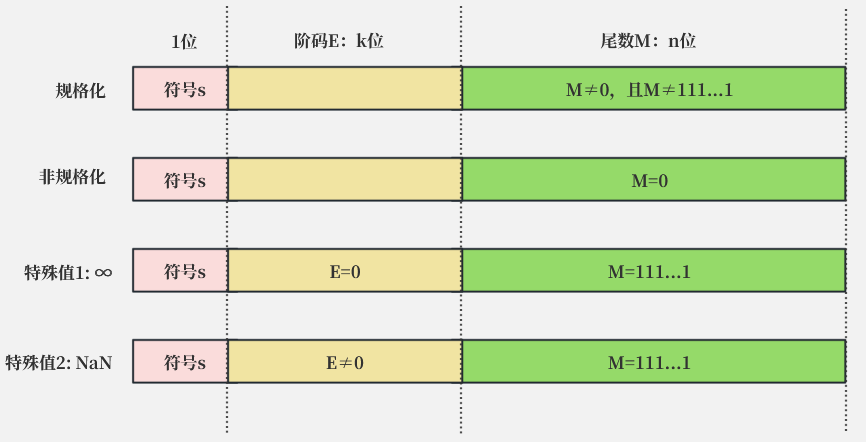 1位 阶码E：k位 尾数M：n位
规格化 符号s M≠0，且M≠111...1
非规格化 符号s M=0
特殊值1: ∞ 符号s E=0 M=111...1
特殊值2: NaN 符号s E≠0 M=111...1